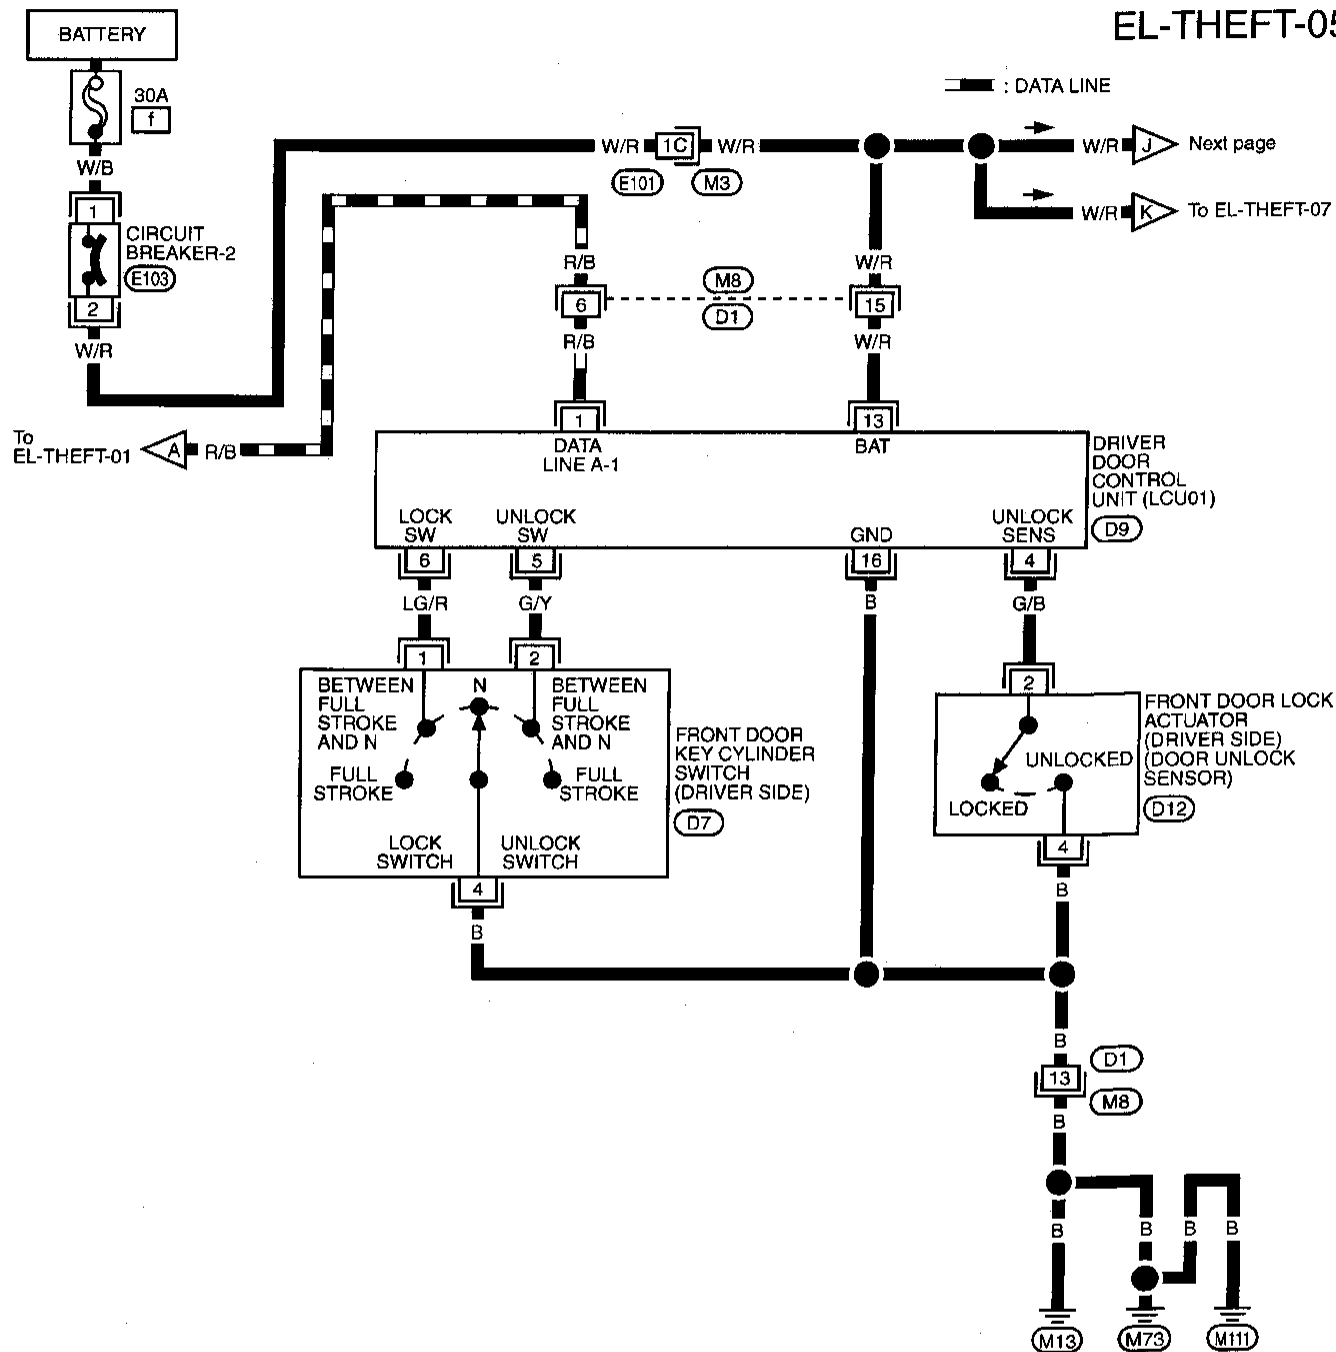 EL-THEFT-05
BATTERY
30A
f
: DATA LINE
W/B
W/R
1C
W/R
W/R
J
Next page
E101
M3
W/R
K
To EL-THEFT-07
1
CIRCUIT
BREAKER-2
E103
2
W/R
R/B
W/R
M8
6
15
D1
R/B
W/R
1
13
To
EL-THEFT-01
A
R/B
DATA
LINE A-1
BAT
DRIVER
DOOR
CONTROL
UNIT (LCU01)
D9
LOCK
SW
UNLOCK
SW
GND
UNLOCK
SENS
6
5
16
4
LG/R
G/Y
B
G/B
1
2
2
BETWEEN
FULL
STROKE
AND N
N
BETWEEN
FULL
STROKE
AND N
FULL
STROKE
FULL
STROKE
LOCK
SWITCH
UNLOCK
SWITCH
FRONT DOOR
KEY CYLINDER
SWITCH
(DRIVER SIDE)
D7
FRONT DOOR LOCK
ACTUATOR
(DRIVER SIDE)
(DOOR UNLOCK
SENSOR)
D12
UNLOCKED
LOCKED
4
4
B
B
B
D1
13
M8
B
B
B
B
B
M13
M73
M111